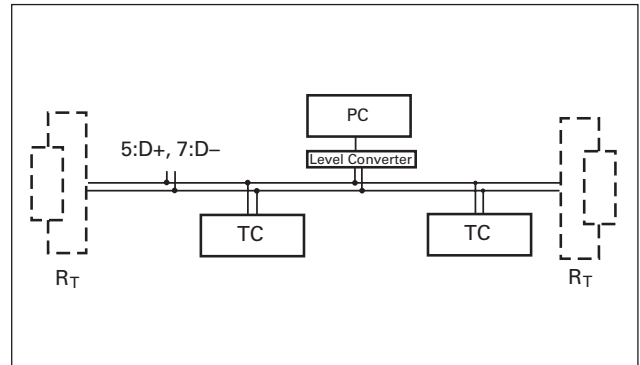 PC
5:D+, 7:D–
Level Converter
TC
TC
RT
RT